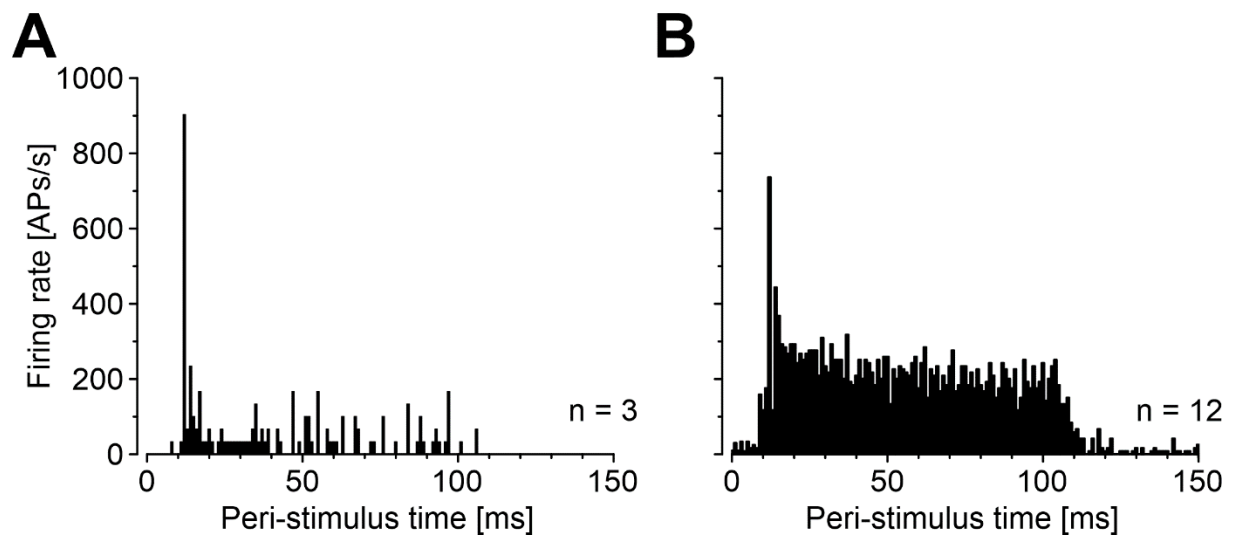 A
B
1000
800
600
400
200
0
Firing rate [APs/s]
n = 3
n = 12
0 50 100 150
0 50 100 150
Peri-stimulus time [ms]
Peri-stimulus time [ms]